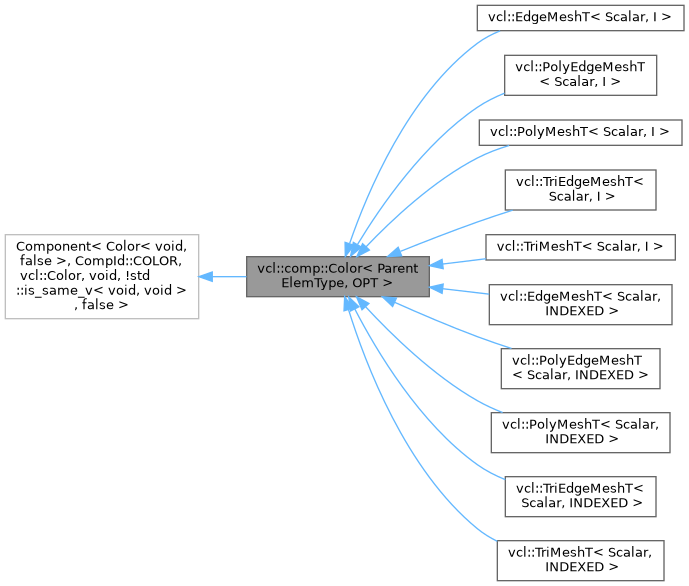 Component< Color< void,
false >, CompId::COLOR,
vcl::Color, void, !std
::is_same_v< void, void >
, false >
vcl::comp::Color< Parent
ElemType, OPT >
vcl::EdgeMeshT< Scalar, I >
vcl::PolyEdgeMeshT
< Scalar, I >
vcl::PolyMeshT< Scalar, I >
vcl::TriEdgeMeshT<
Scalar, I >
vcl::TriMeshT< Scalar, I >
vcl::EdgeMeshT< Scalar,
INDEXED >
vcl::PolyEdgeMeshT
< Scalar, INDEXED >
vcl::PolyMeshT< Scalar,
INDEXED >
vcl::TriEdgeMeshT<
Scalar, INDEXED >
vcl::TriMeshT< Scalar,
INDEXED >